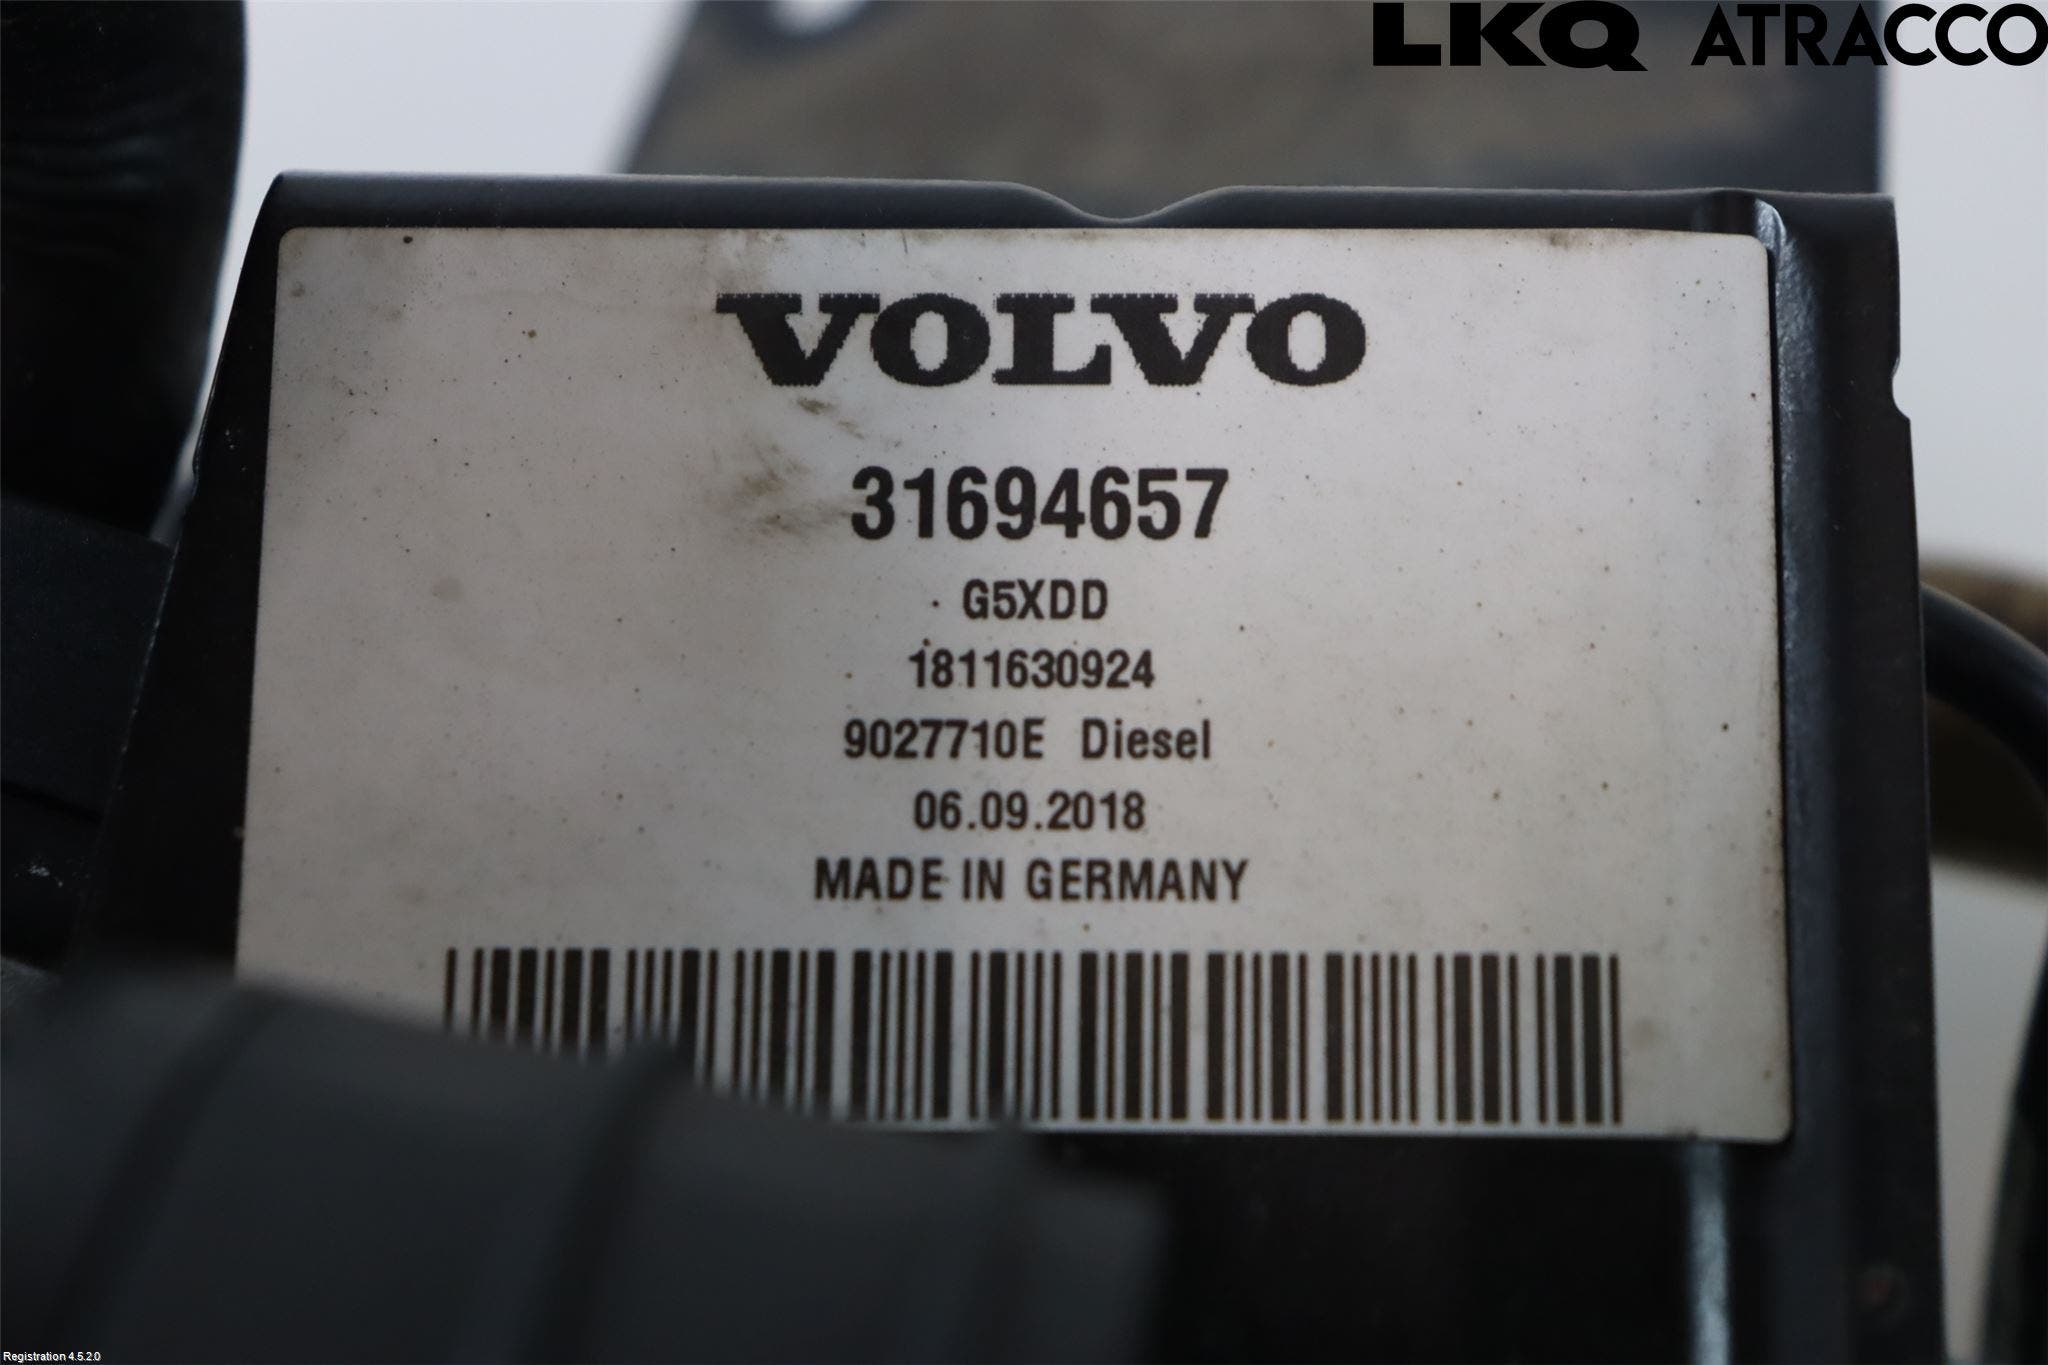 LKQ ATRACCO
VOLVO
31694657
G5XDD
1811630924
9027710E Diesel
06.09.2018
MADE IN GERMANY
Registration 4.5.2.0